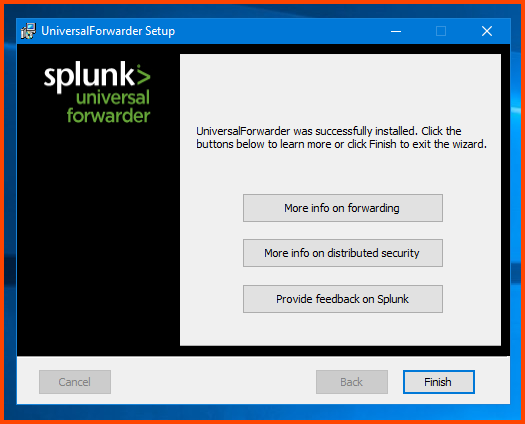 UniversalForwarder Setup
splunk>
universal
forwarder
UniversalForwarder was successfully installed. Click the
buttons below to learn more or click Finish to exit the wizard.
More info on forwarding
More info on distributed security
Provide feedback on Splunk
Cancel
Back
Finish